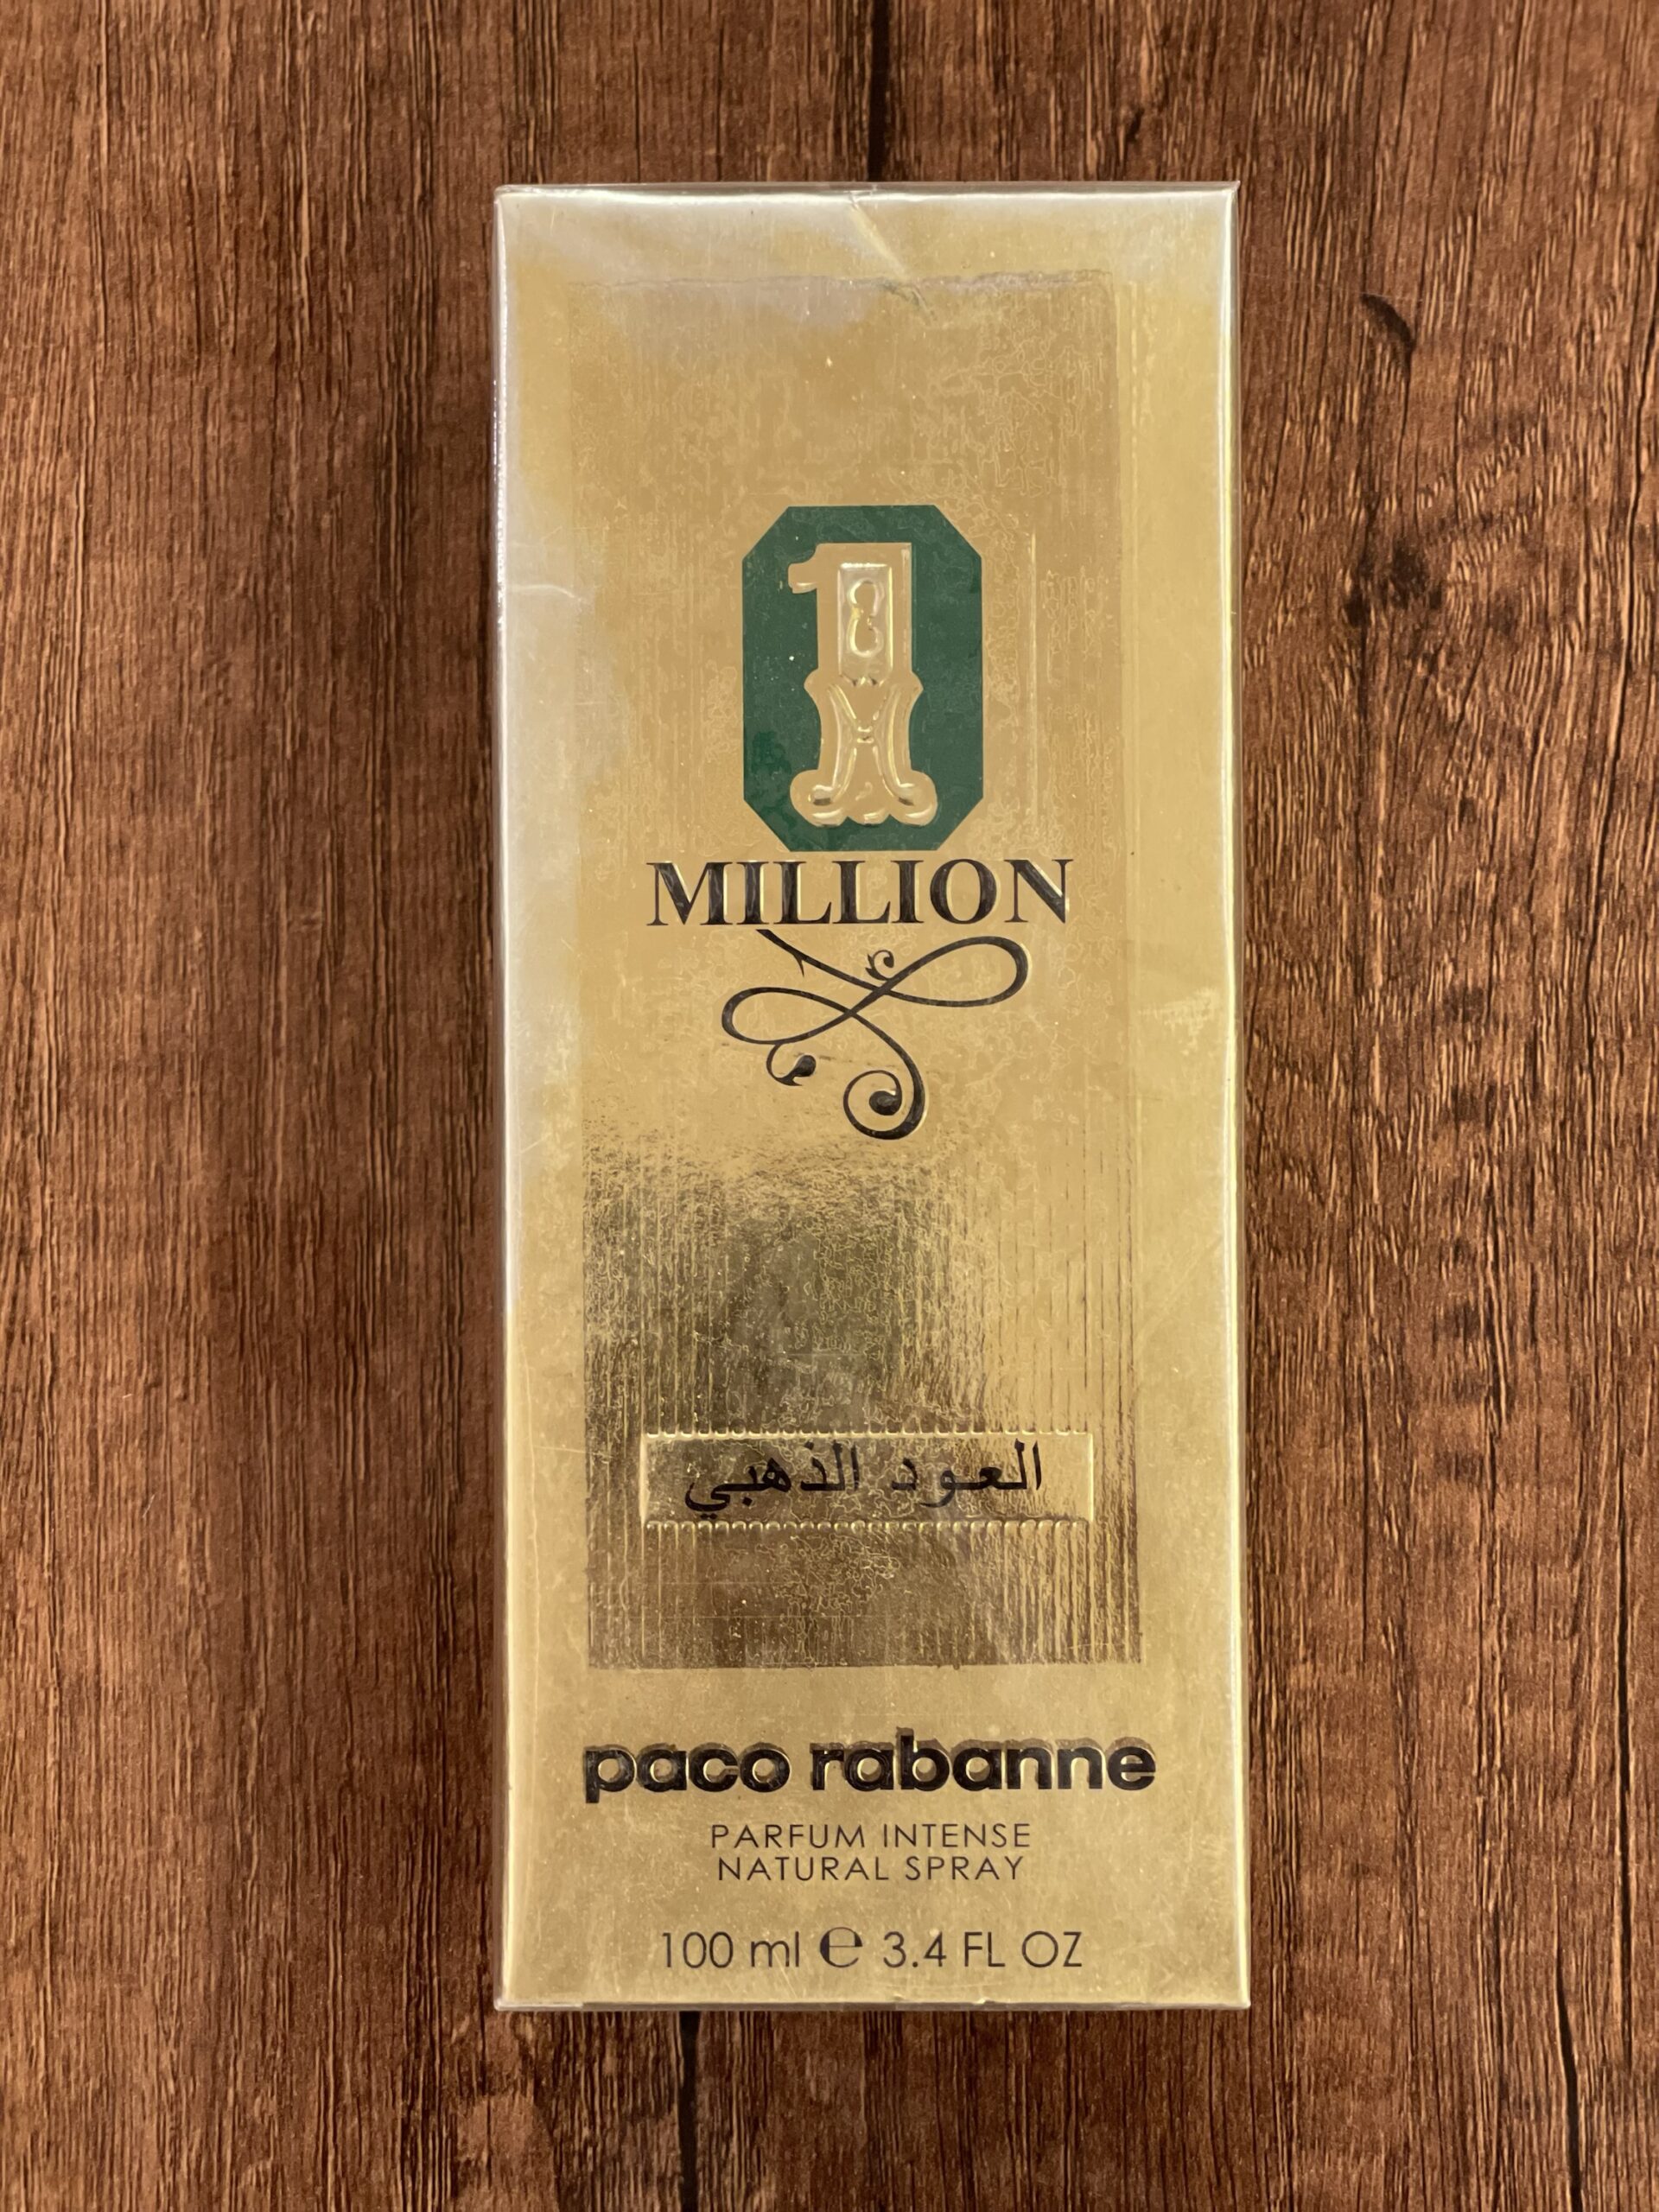 1
MILLION
العود الذهبي
paco rabanne
PARFUM INTENSE
NATURAL SPRAY
100 ml ℮ 3.4 FL OZ